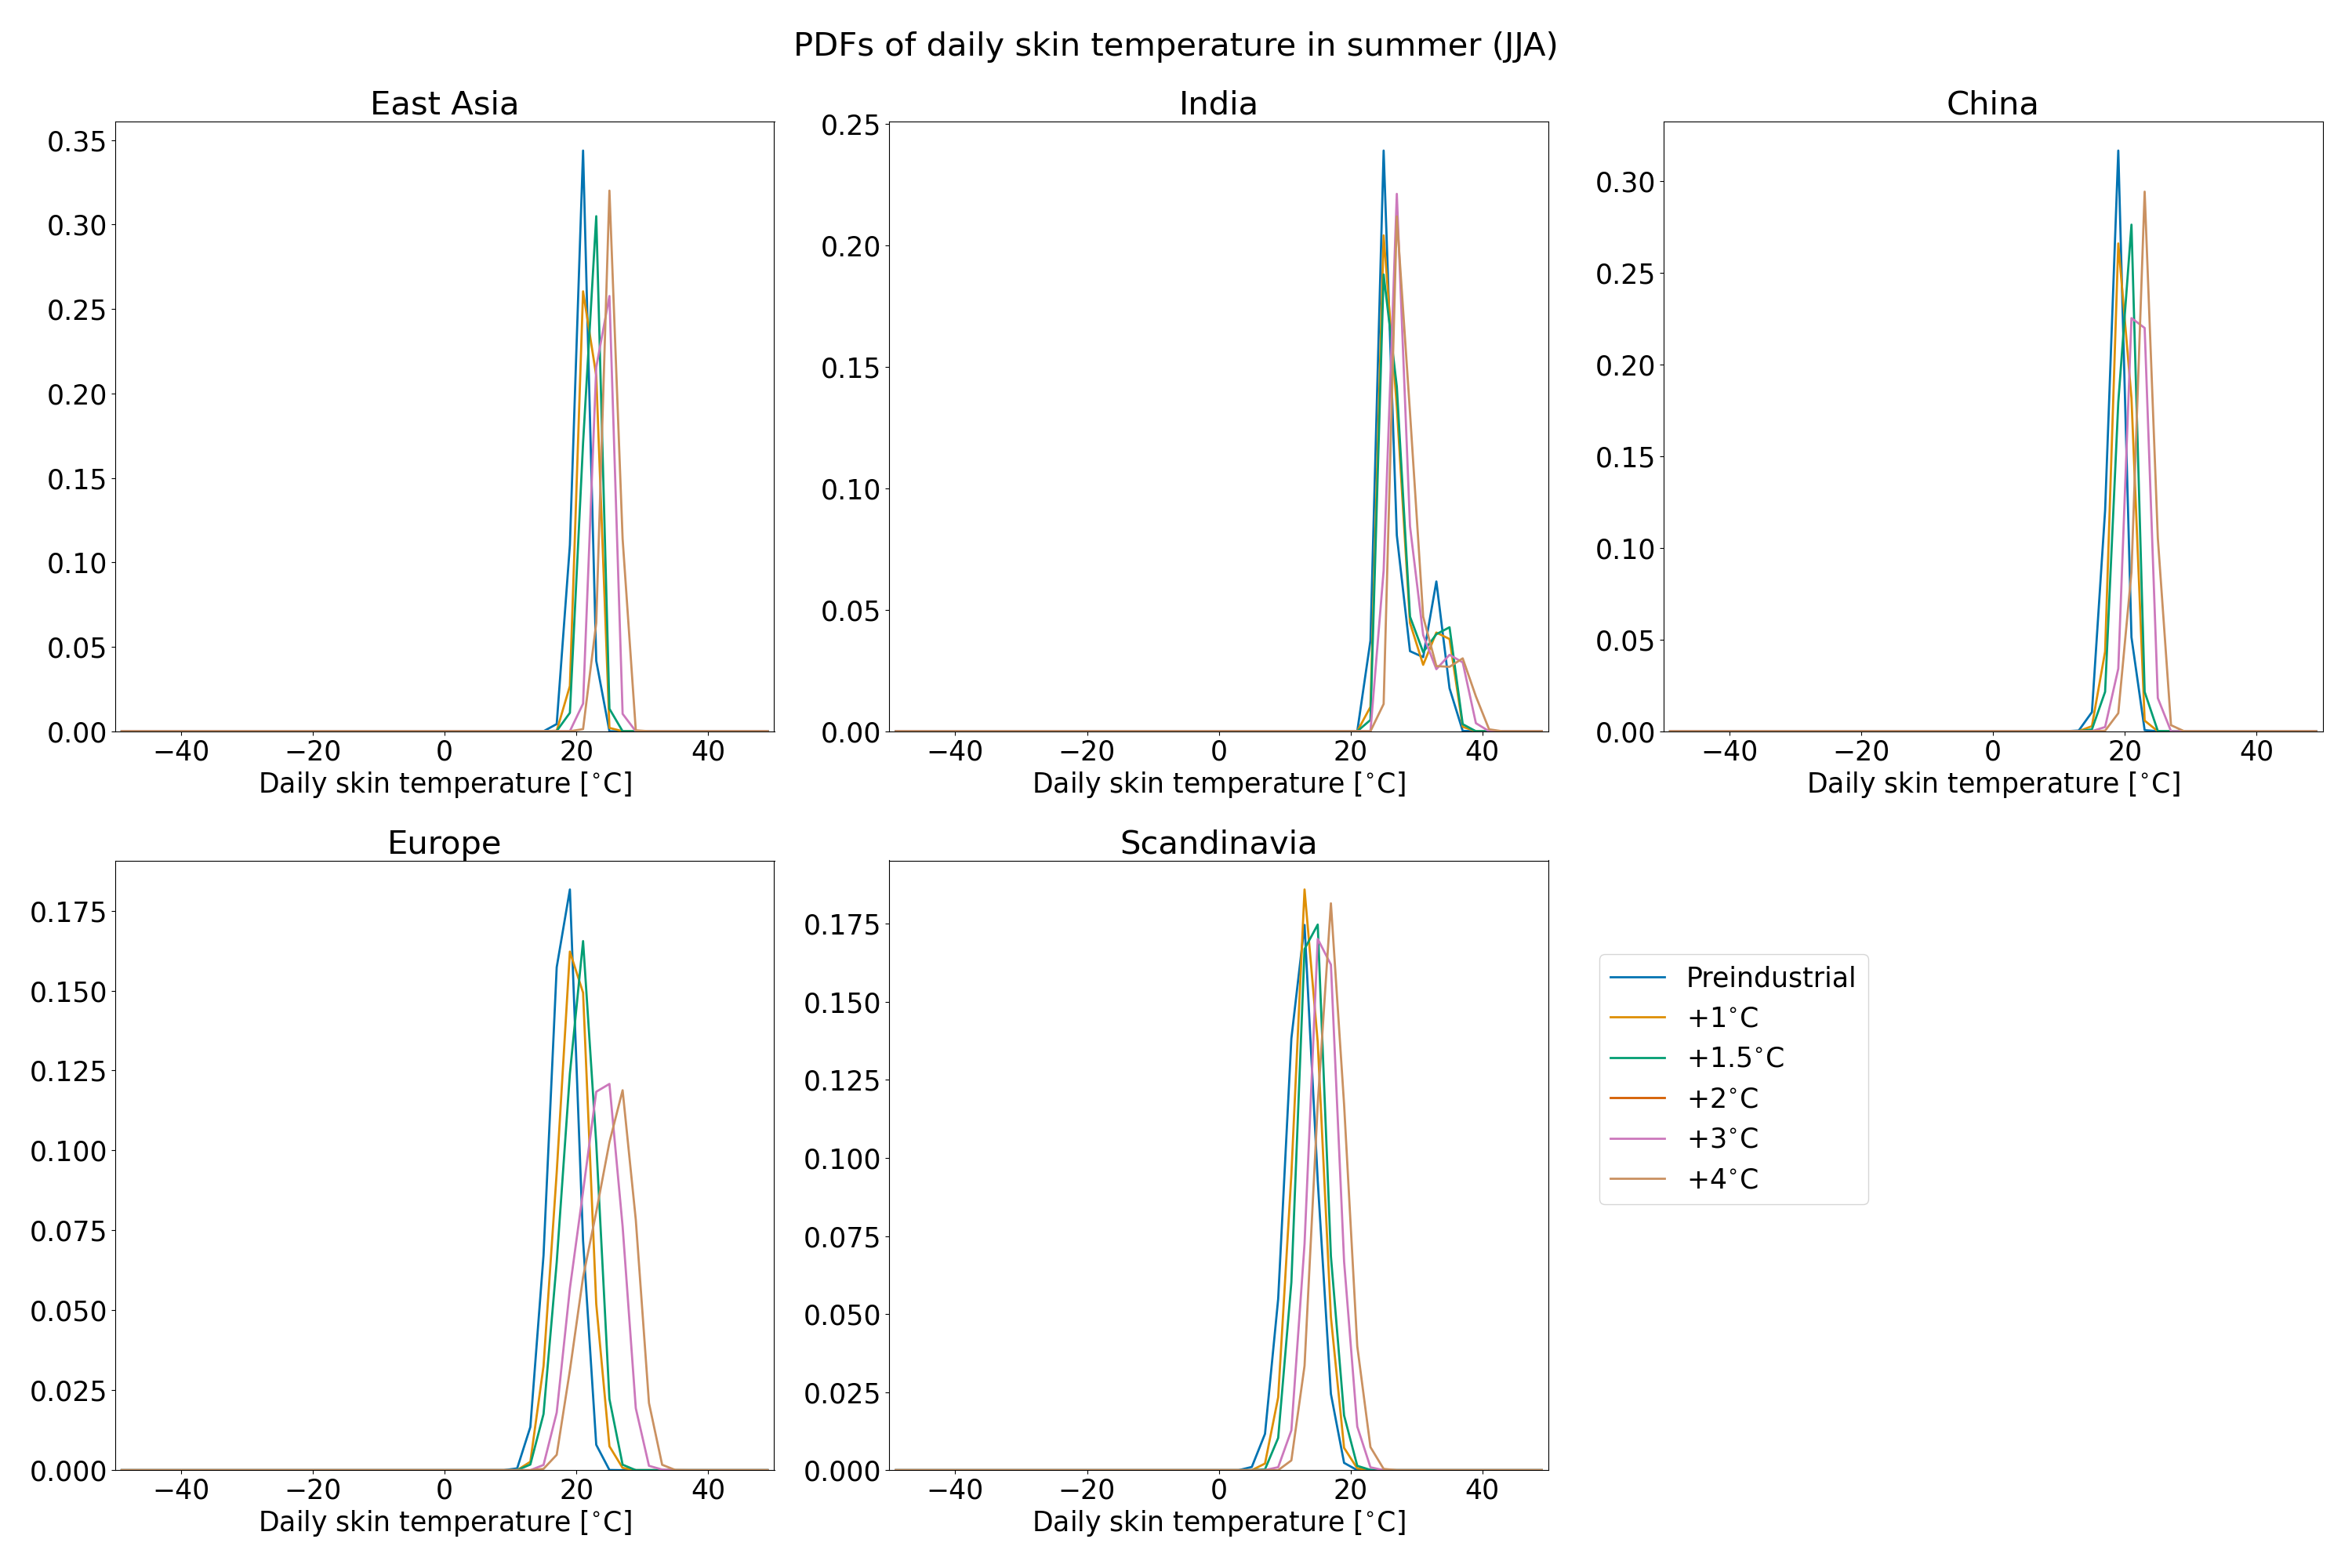 PDFs of daily skin temperature in summer (JJA)
East Asia
0.35
0.30
0.25
0.20
0.15
0.10
0.05
0.00
−40 −20 0 20 40
Daily skin temperature [°C]
India
0.25
0.20
0.15
0.10
0.05
0.00
−40 −20 0 20 40
Daily skin temperature [°C]
China
0.30
0.25
0.20
0.15
0.10
0.05
0.00
−40 −20 0 20 40
Daily skin temperature [°C]
Europe
0.175
0.150
0.125
0.100
0.075
0.050
0.025
0.000
−40 −20 0 20 40
Daily skin temperature [°C]
Scandinavia
0.175
0.150
0.125
0.100
0.075
0.050
0.025
0.000
−40 −20 0 20 40
Daily skin temperature [°C]
Preindustrial
+1°C
+1.5°C
+2°C
+3°C
+4°C